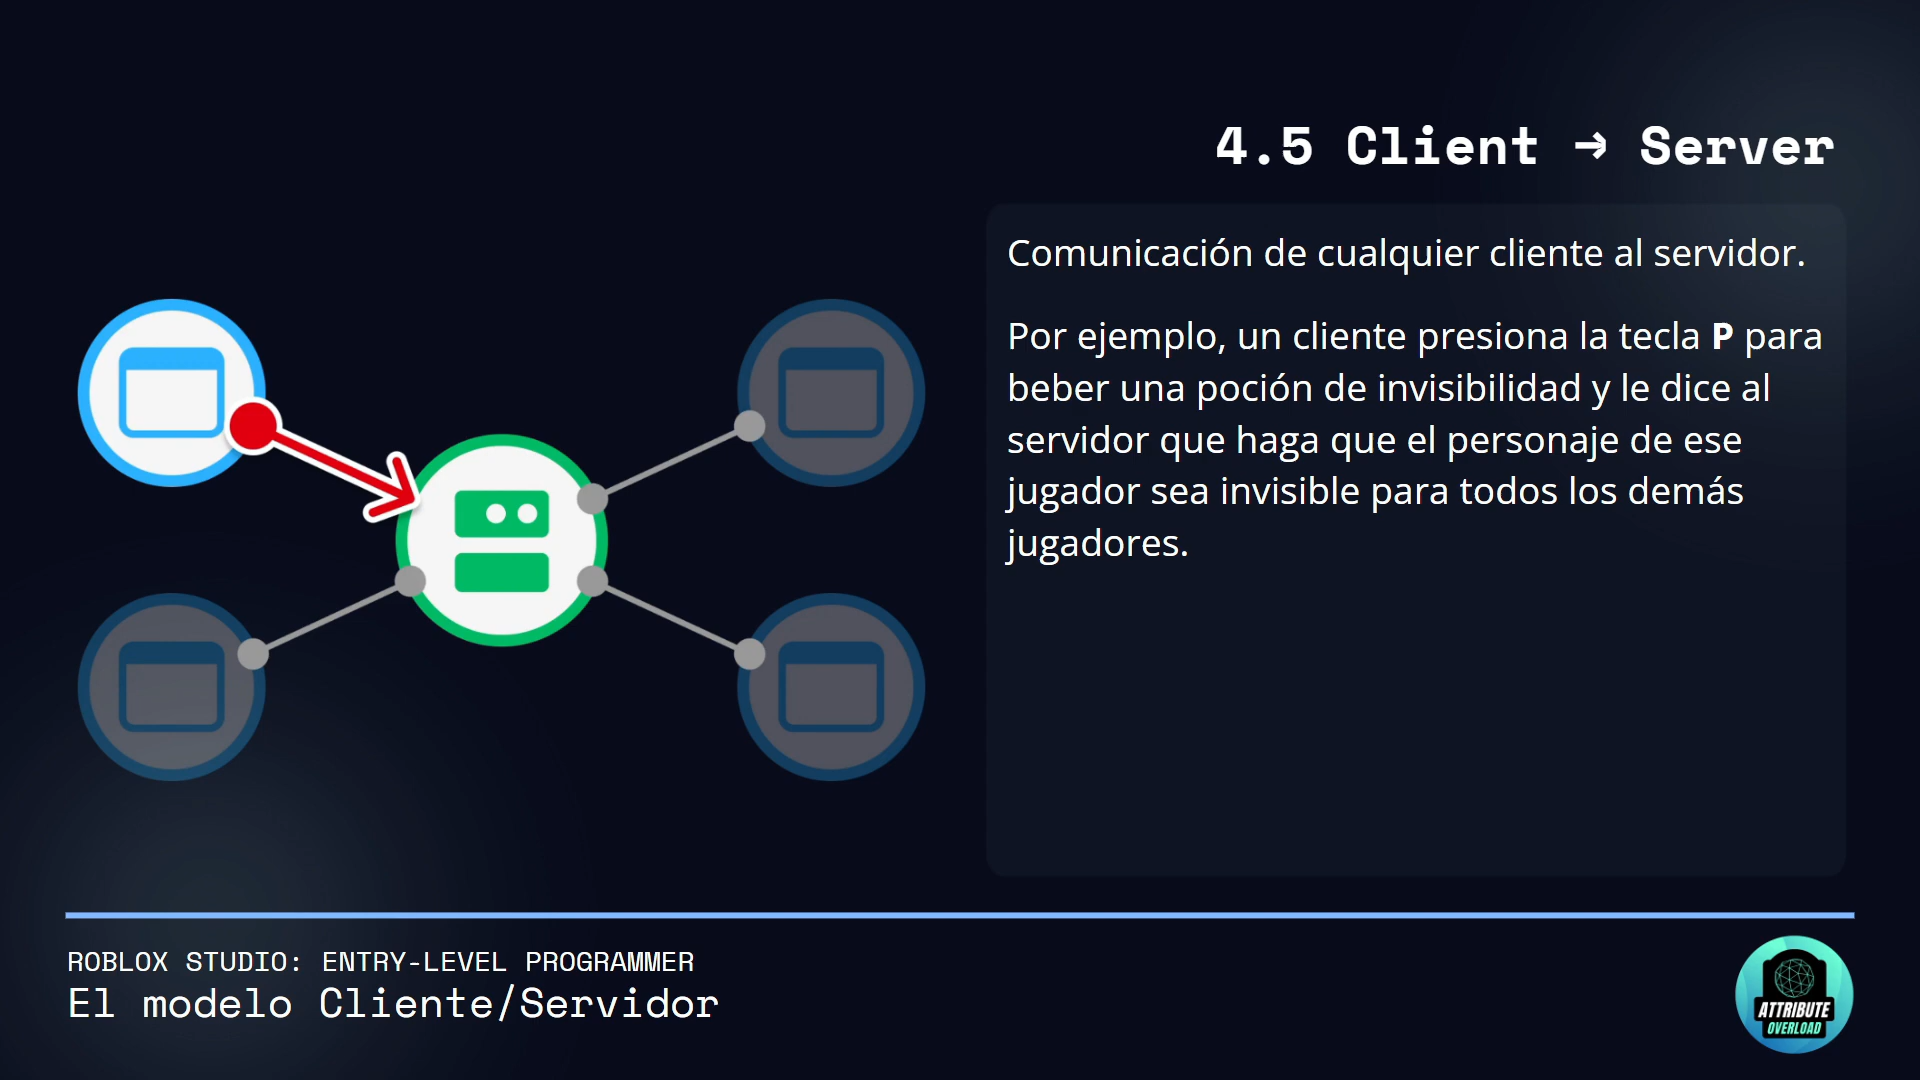 4.5 Client → Server
Comunicación de cualquier cliente al servidor.
Por ejemplo, un cliente presiona la tecla P para
beber una poción de invisibilidad y le dice al
servidor que haga que el personaje de ese
jugador sea invisible para todos los demás
jugadores.
ROBLOX STUDIO: ENTRY-LEVEL PROGRAMMER
El modelo Cliente/Servidor
ATTRIBUTE
OVERLOAD